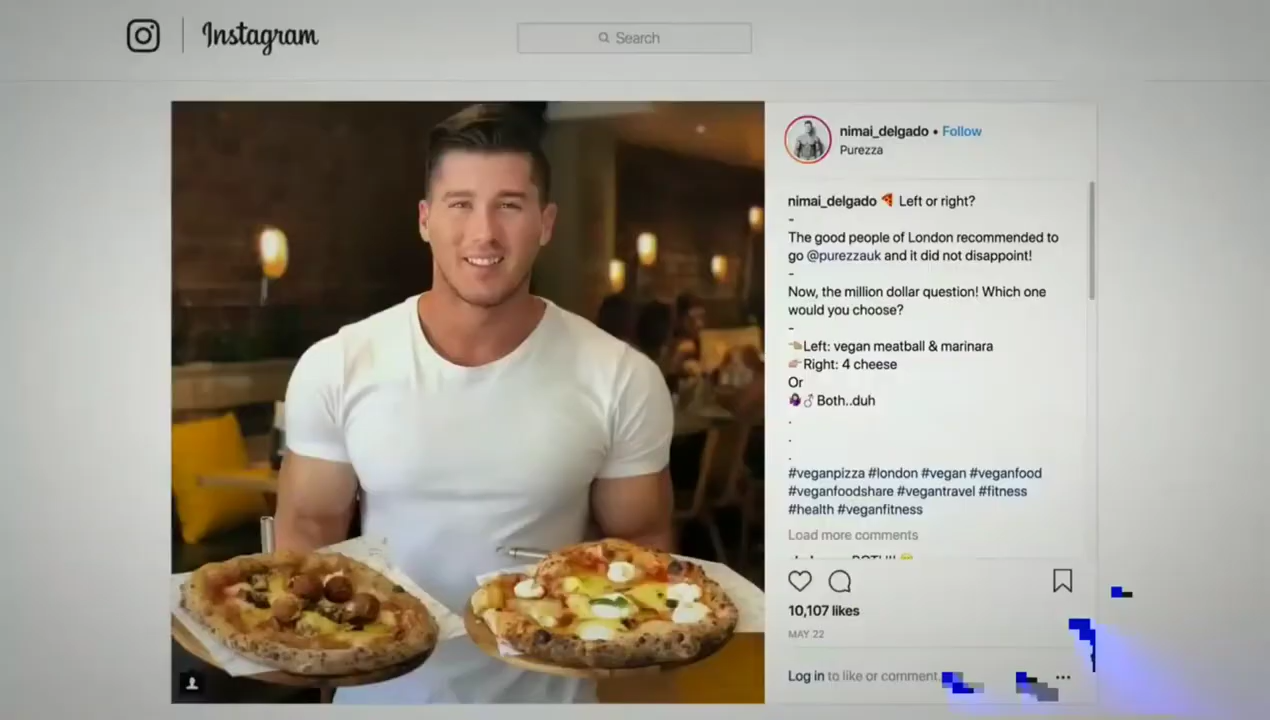 Instagram
Search
nimai_delgado • Follow
Purezza
nimai_delgado 🍕 Left or right?
-
The good people of London recommended to
go @purezzauk and it did not disappoint!
-
Now, the million dollar question! Which one
would you choose?
-
👈🏼Left: vegan meatball & marinara
👉🏼Right: 4 cheese
Or
🤷🏽‍♂Both..duh
.
.
.
#veganpizza #london #vegan #veganfood
#veganfoodshare #vegantravel #fitness
#health #veganfitness
Load more comments
10,107 likes
MAY 22
Log in to like or comment.